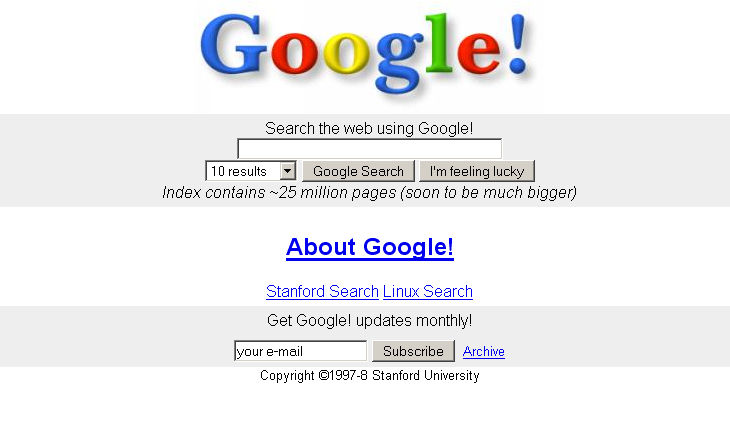 Google!
Search the web using Google!
10 results Google Search I'm feeling lucky
Index contains ~25 million pages (soon to be much bigger)
About Google!
Stanford Search Linux Search
Get Google! updates monthly!
your e-mail Subscribe Archive
Copyright ©1997-8 Stanford University